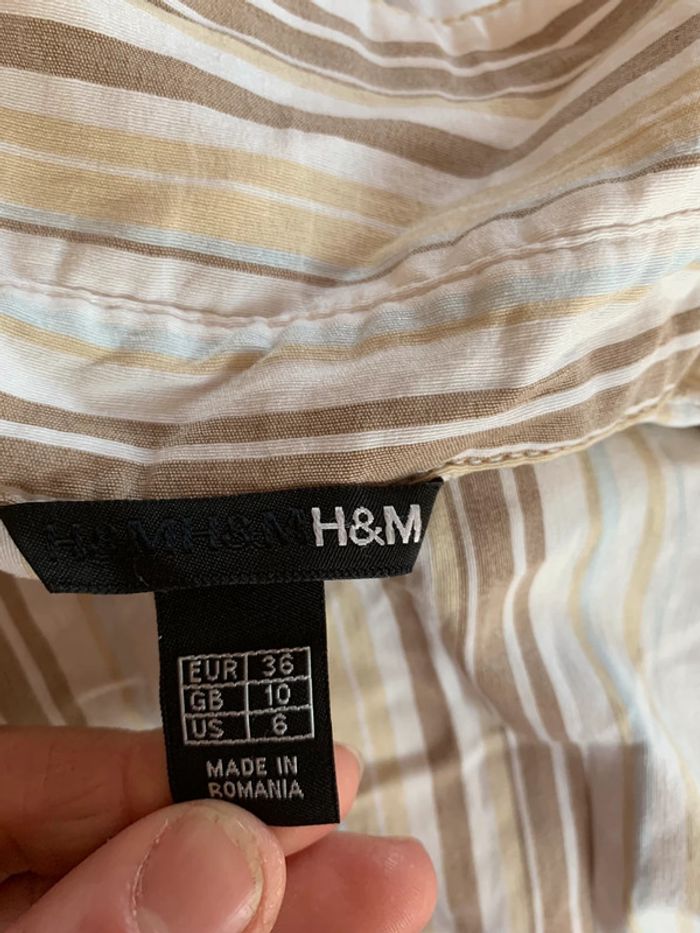 H&M H&M H&M
EUR 36
GB 10
US 6
MADE IN
ROMANIA